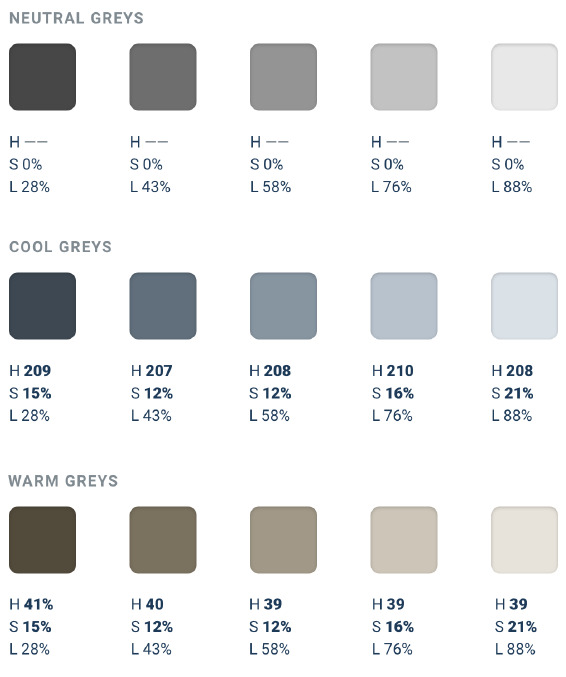 NEUTRAL GREYS
H —— H —— H —— H —— H ——
S 0% S 0% S 0% S 0% S 0%
L 28% L 43% L 58% L 76% L 88%
COOL GREYS
H 209 H 207 H 208 H 210 H 208
S 15% S 12% S 12% S 16% S 21%
L 28% L 43% L 58% L 76% L 88%
WARM GREYS
H 41% H 40 H 39 H 39 H 39
S 15% S 12% S 12% S 16% S 21%
L 28% L 43% L 58% L 76% L 88%